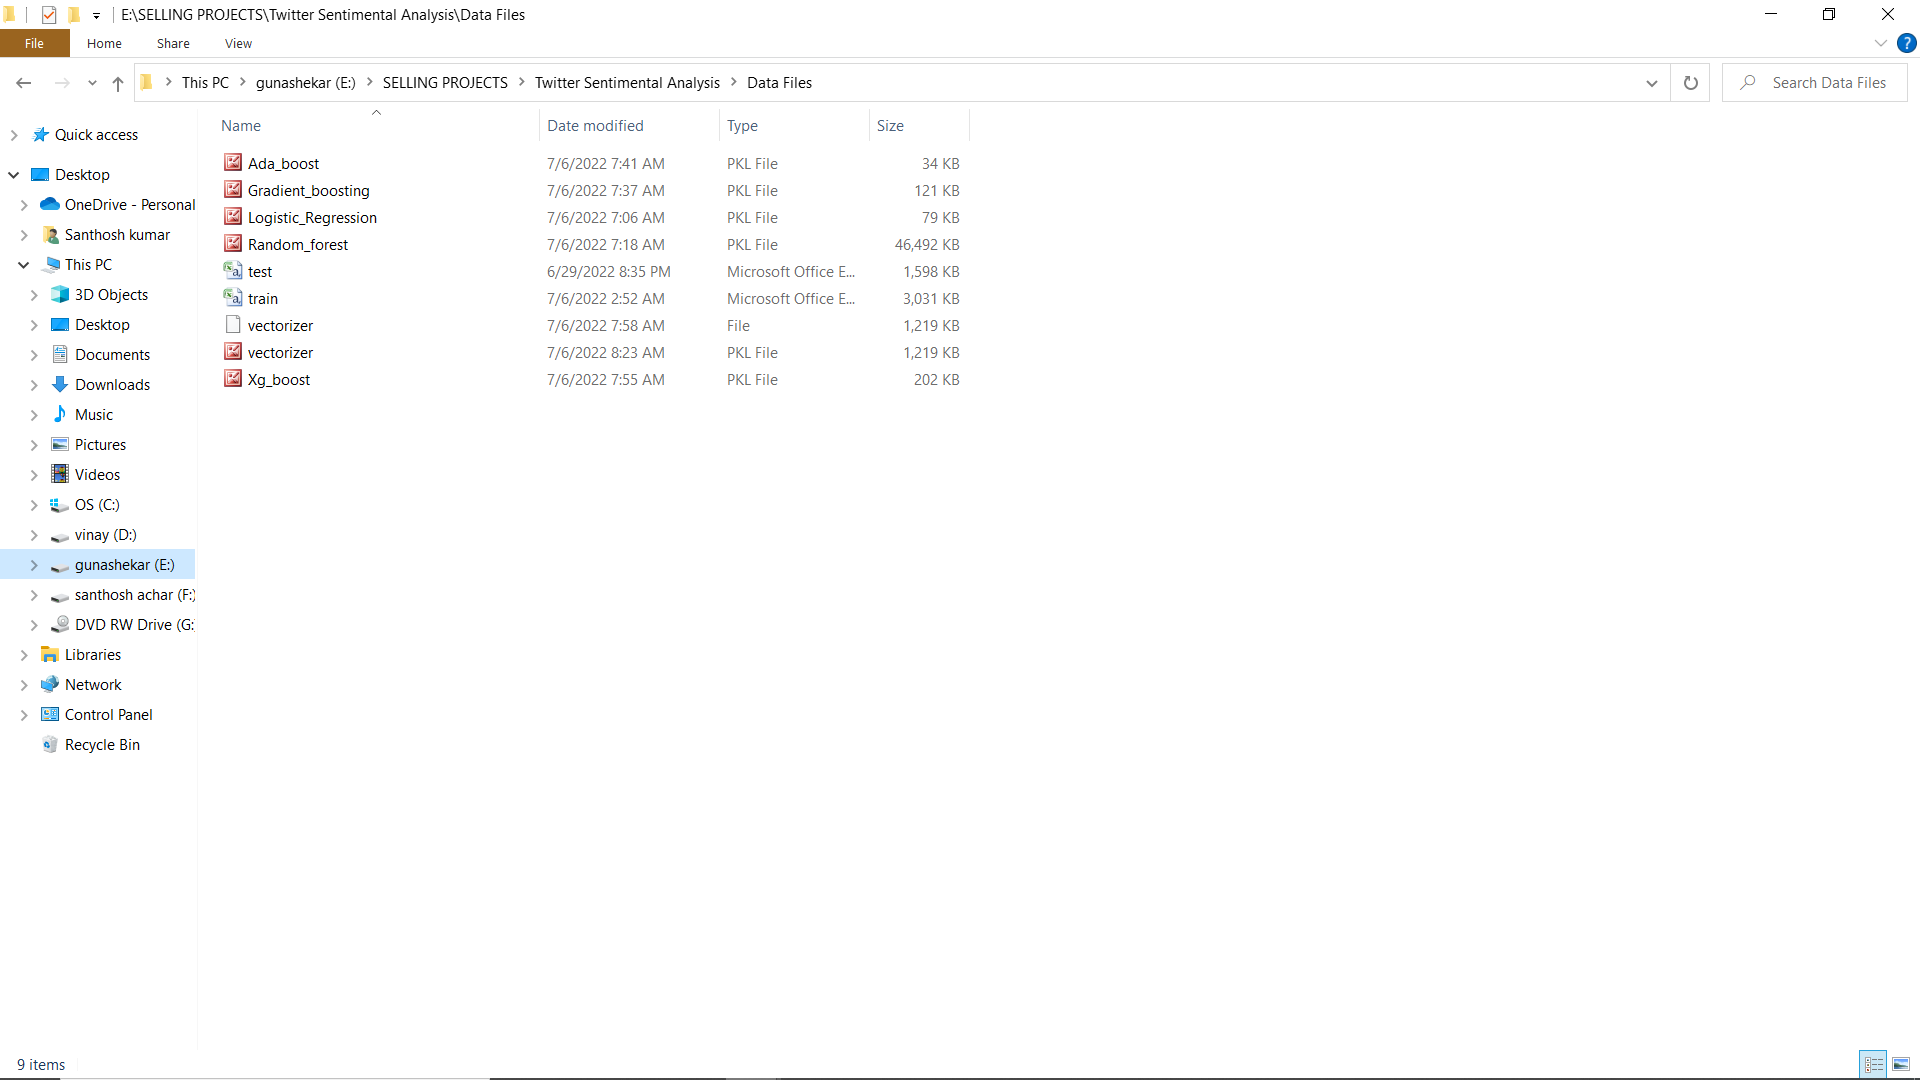 E:\SELLING PROJECTS\Twitter Sentimental Analysis\Data Files
File Home Share View
This PC gunashekar (E:) SELLING PROJECTS Twitter Sentimental Analysis Data Files Search Data Files
Name Date modified Type Size
Quick access
Desktop
OneDrive - Personal
Santhosh kumar
This PC
3D Objects
Desktop
Documents
Downloads
Music
Pictures
Videos
OS (C:)
vinay (D:)
gunashekar (E:)
santhosh achar (F:)
DVD RW Drive (G:
Libraries
Network
Control Panel
Recycle Bin
Ada_boost 7/6/2022 7:41 AM PKL File 34 KB
Gradient_boosting 7/6/2022 7:37 AM PKL File 121 KB
Logistic_Regression 7/6/2022 7:06 AM PKL File 79 KB
Random_forest 7/6/2022 7:18 AM PKL File 46,492 KB
test 6/29/2022 8:35 PM Microsoft Office E... 1,598 KB
train 7/6/2022 2:52 AM Microsoft Office E... 3,031 KB
vectorizer 7/6/2022 7:58 AM File 1,219 KB
vectorizer 7/6/2022 8:23 AM PKL File 1,219 KB
Xg_boost 7/6/2022 7:55 AM PKL File 202 KB
9 items